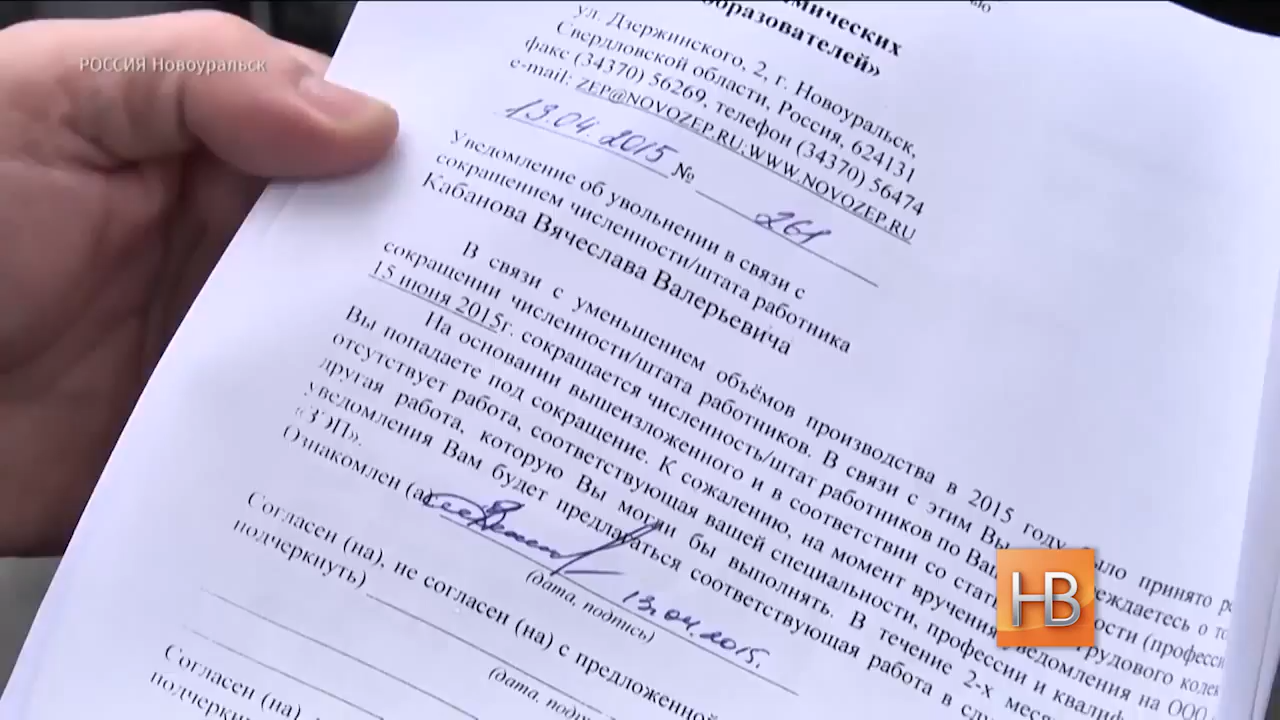 РОССИЯ Новоуральск
образователей»
ул. Дзержинского, 2, г. Новоуральск,
Свердловской области, Россия, 624131
факс (34370) 56269, телефон (34370) 56474
e-mail: ZEP@NOVOZEP.RU;WWW.NOVOZEP.RU
13.04.2015 № 261
Уведомление об увольнении в связи с
сокращением численности/штата работника
Кабанова Вячеслава Валерьевича
В связи с уменьшением объёмов производства в 2015 году было принято
сокращении численности/штата работников. В связи с этим Вы
15 июня 2015г. сокращается численность/штат работников по
На основании вышеизложенного и в соответствии со Трудового
Вы попадаете под сокращение. К сожалению, на момент вручения уведомления на ООО
отсутствует работа, соответствующая вашей специальности, профессии и
другая работа, которую Вы могли бы выполнять. В течение 2-х
уведомления Вам будет предлагаться соответствующая работа в
«ЗЭП».
Ознакомлен (а) 13.04.2015.
(дата, подпись)
Согласен (на), не согласен (на) с предложенной
подчеркнуть)
(дата,
Согласен (на),
НВ